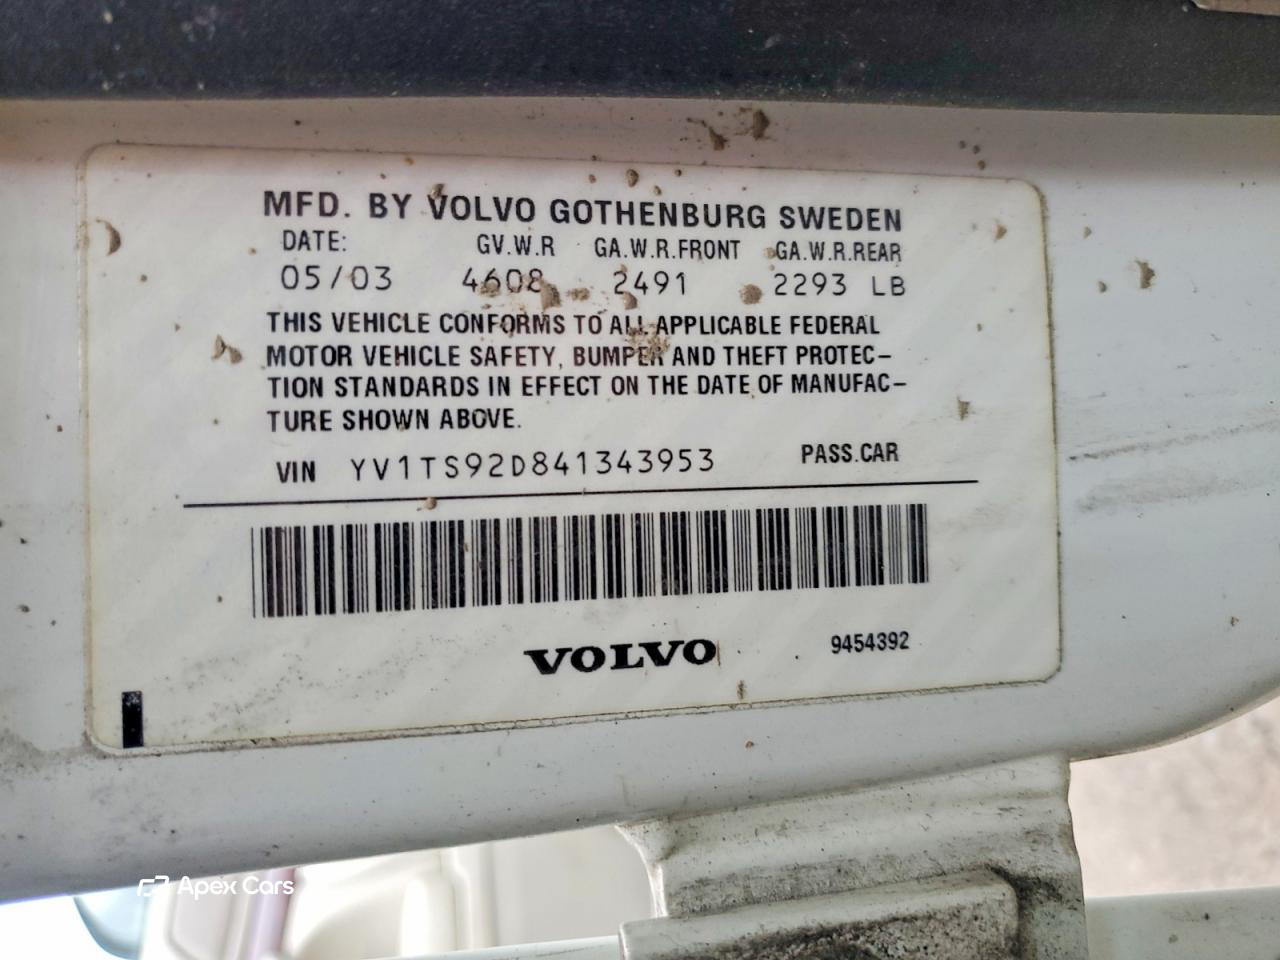 MFD. BY VOLVO GOTHENBURG SWEDEN
DATE: GV.W.R GA.W.R.FRONT GA.W.R.REAR
05/03 4608 2491 2293 LB
THIS VEHICLE CONFORMS TO ALL APPLICABLE FEDERAL
MOTOR VEHICLE SAFETY, BUMPER AND THEFT PROTEC-
TION STANDARDS IN EFFECT ON THE DATE OF MANUFAC-
TURE SHOWN ABOVE.
VIN YV1TS92D841343953 PASS.CAR
VOLVO 9454392
Apex Cars